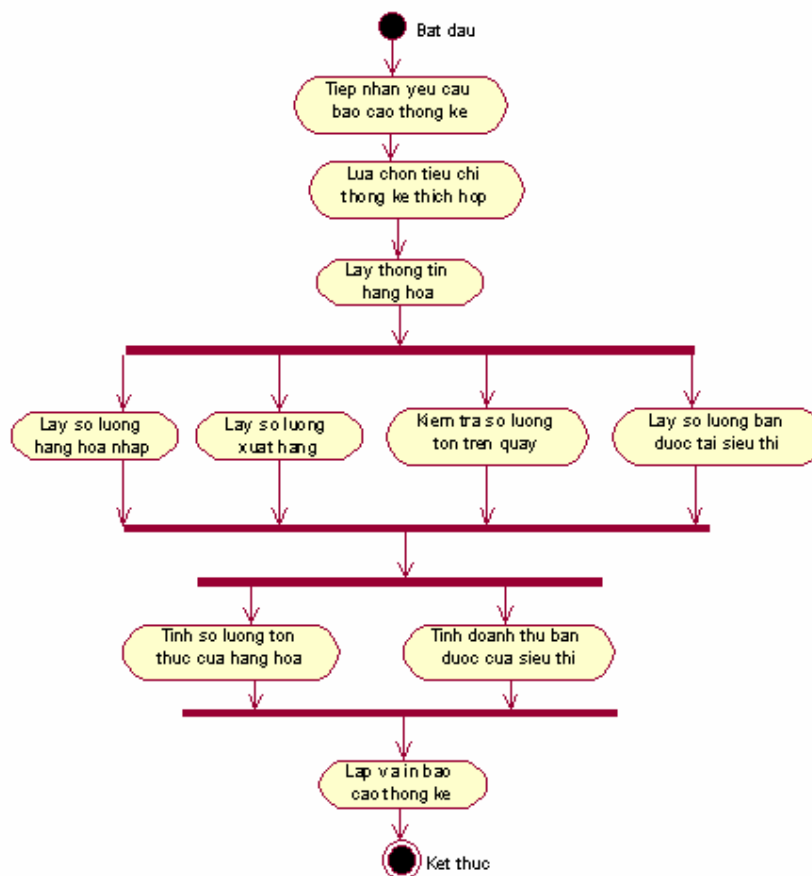 Bat dau
Tiep nhan yeu cau
bao cao thong ke
Lua chon tieu chi
thong ke thich hop
Lay thong tin
hang hoa
Lay so luong
hang hoa nhap
Lay so luong
xuat hang
Kiem tra so luong
ton tren quay
Lay so luong ban
duoc tai sieu thi
Tinh so luong ton
thuc cua hang hoa
Tinh doanh thu ban
duoc cua sieu thi
Lap va in bao
cao thong ke
Ket thuc